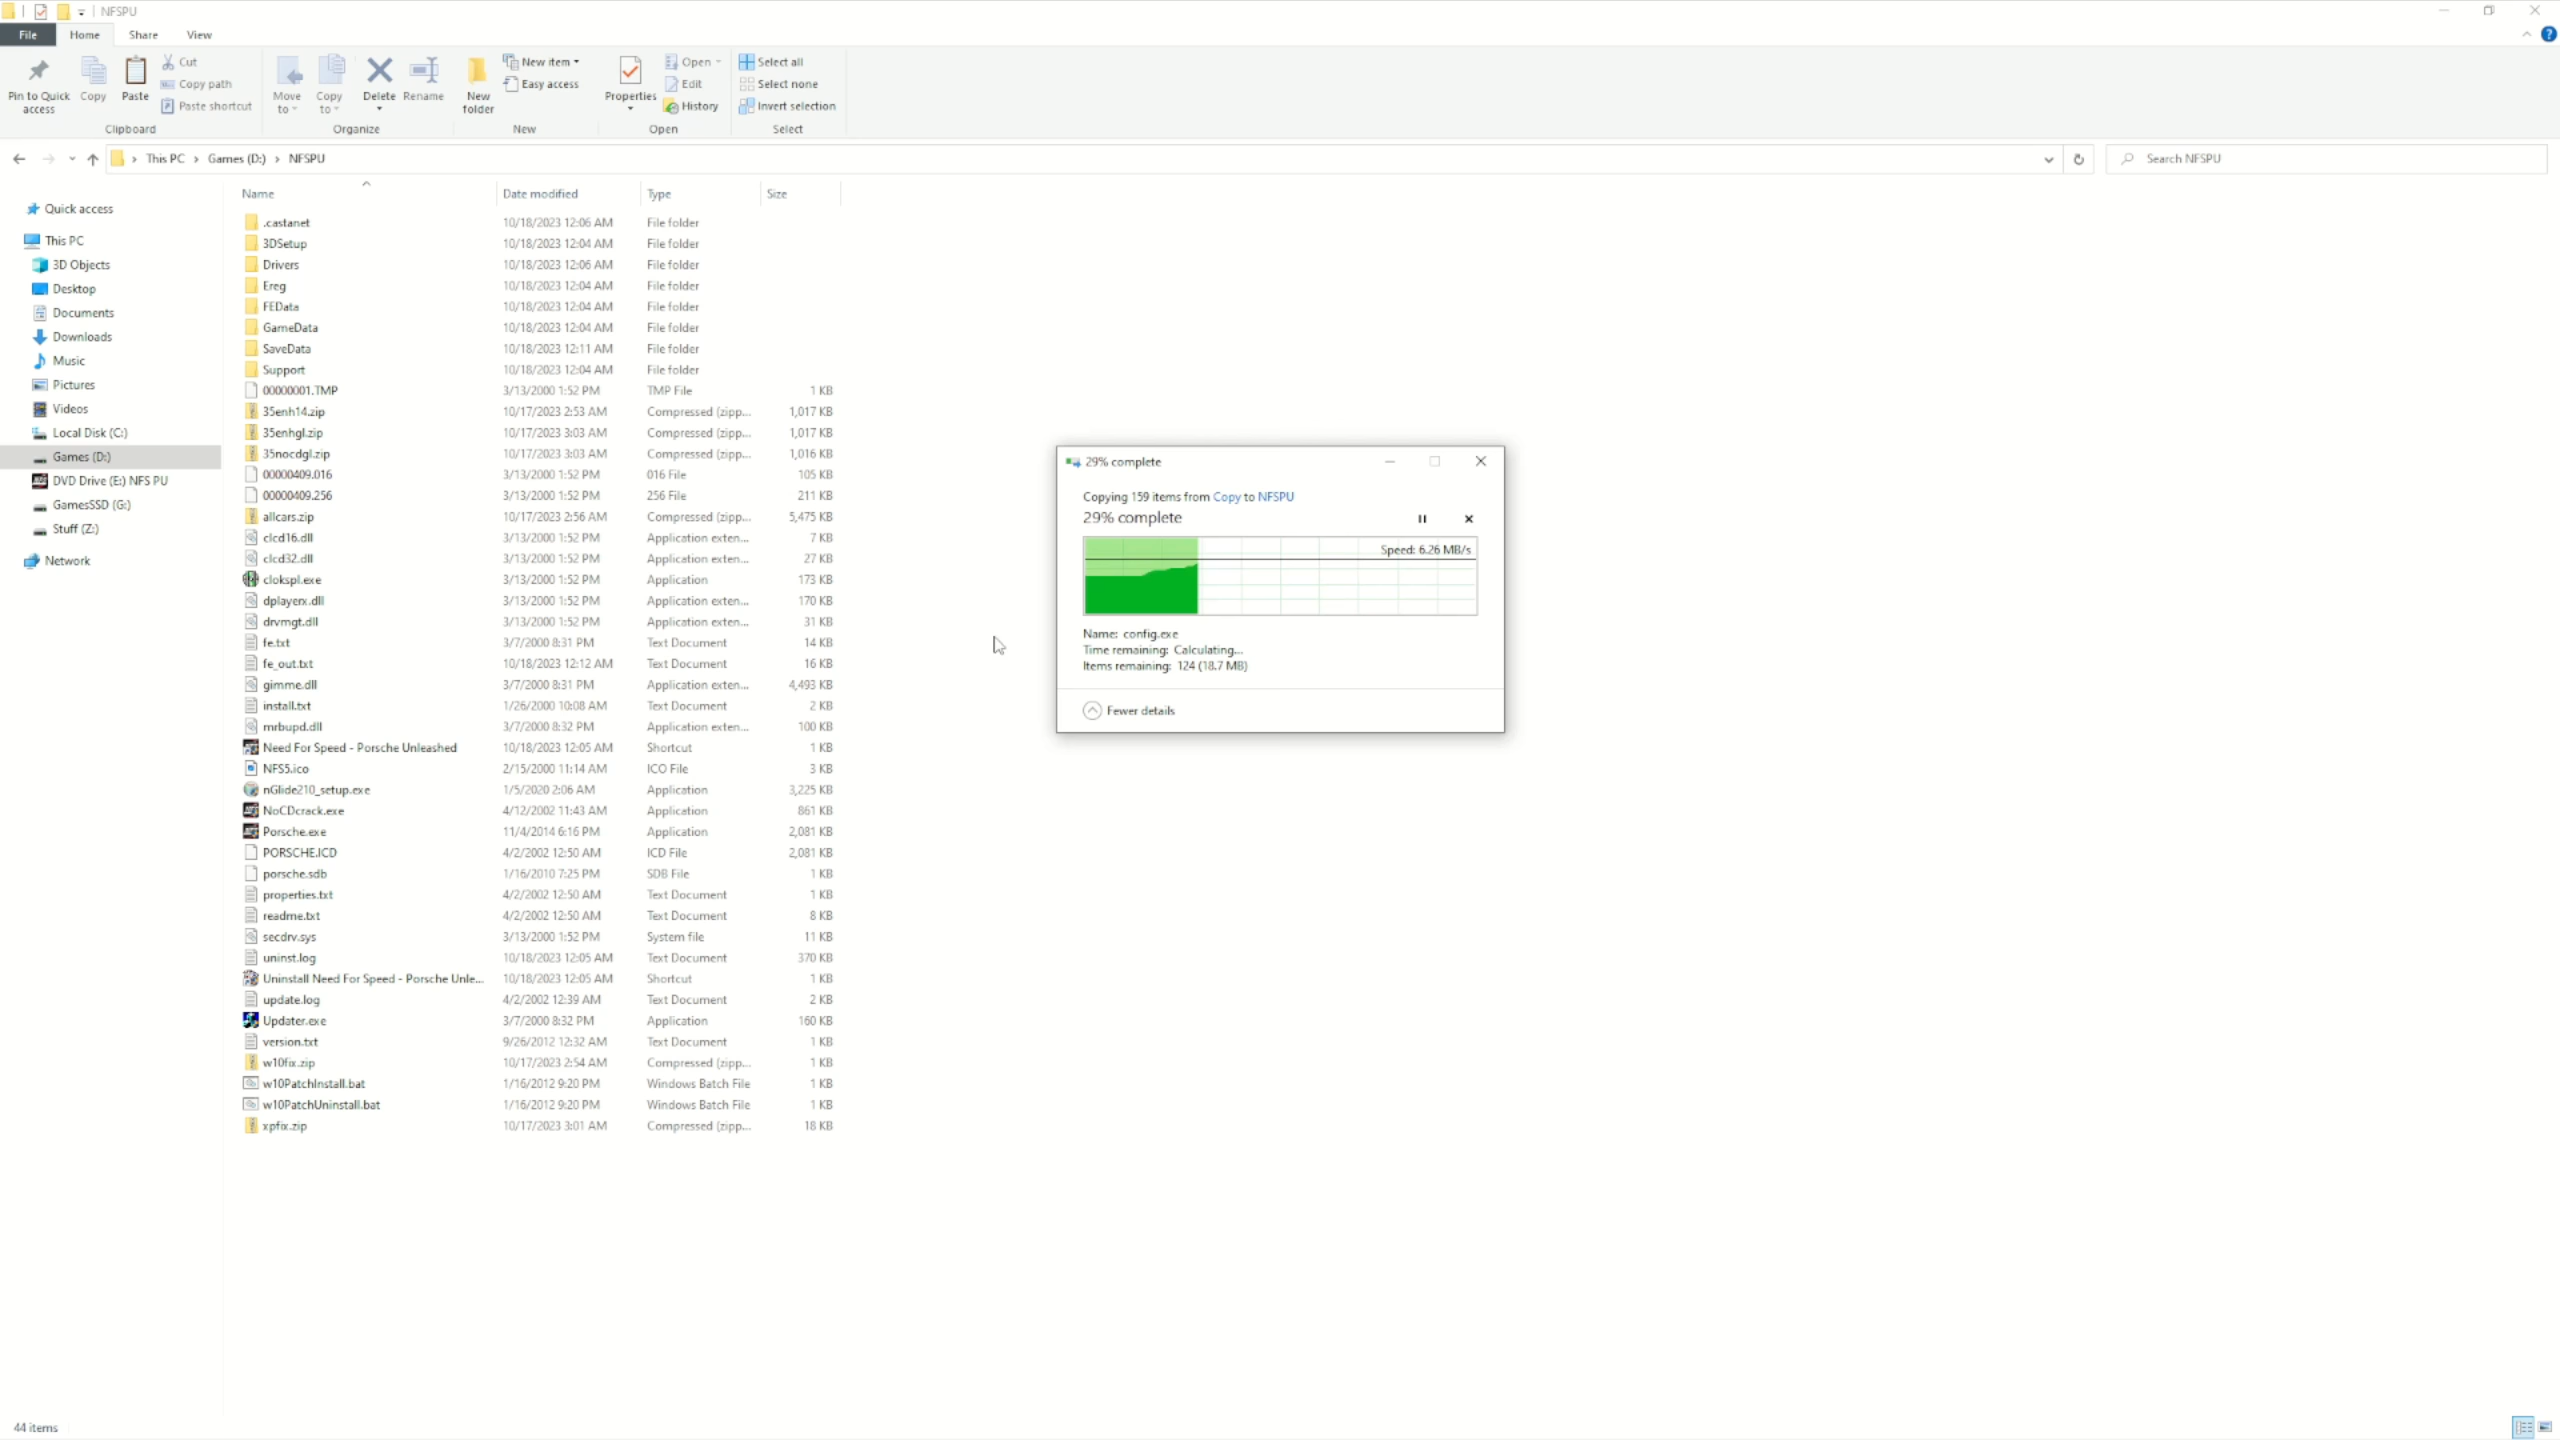 NFSPU
File Home Share View
Pin to Quick access
Copy
Paste
Cut
Copy path
Paste shortcut
Clipboard
Move to
Copy to
Delete
Rename
Organize
New folder
New item
Easy access
New
Properties
Open
Edit
History
Open
Select all
Select none
Invert selection
Select
This PC > Games (D:) > NFSPU
Search NFSPU
Quick access
This PC
3D Objects
Desktop
Documents
Downloads
Music
Pictures
Videos
Local Disk (C:)
Games (D:)
DVD Drive (E:) NFS PU
GamesSSD (G:)
Stuff (Z:)
Network
Name Date modified Type Size
.castanet 10/18/2023 12:06 AM File folder
3DSetup 10/18/2023 12:04 AM File folder
Drivers 10/18/2023 12:06 AM File folder
Ereg 10/18/2023 12:04 AM File folder
FEData 10/18/2023 12:04 AM File folder
GameData 10/18/2023 12:04 AM File folder
SaveData 10/18/2023 12:11 AM File folder
Support 10/18/2023 12:04 AM File folder
00000001.TMP 3/13/2000 1:52 PM TMP File 1 KB
35enh14.zip 10/17/2023 2:53 AM Compressed (zipp... 1,017 KB
35enhgl.zip 10/17/2023 3:03 AM Compressed (zipp... 1,017 KB
35nocdgl.zip 10/17/2023 3:03 AM Compressed (zipp... 1,016 KB
00000409.016 3/13/2000 1:52 PM 016 File 105 KB
00000409.256 3/13/2000 1:52 PM 256 File 211 KB
allcars.zip 10/17/2023 2:56 AM Compressed (zipp... 5,475 KB
clcd16.dll 3/13/2000 1:52 PM Application exten... 7 KB
clcd32.dll 3/13/2000 1:52 PM Application exten... 27 KB
clokspl.exe 3/13/2000 1:52 PM Application 173 KB
dplayerx.dll 3/13/2000 1:52 PM Application exten... 170 KB
drvmgt.dll 3/13/2000 1:52 PM Application exten... 31 KB
fe.txt 3/7/2000 8:31 PM Text Document 14 KB
fe_out.txt 10/18/2023 12:12 AM Text Document 16 KB
gimme.dll 3/7/2000 8:31 PM Application exten... 4,493 KB
install.txt 1/26/2000 10:08 AM Text Document 2 KB
mrbupd.dll 3/7/2000 8:32 PM Application exten... 100 KB
Need For Speed - Porsche Unleashed 10/18/2023 12:05 AM Shortcut 1 KB
NFS5.ico 2/15/2000 11:14 AM ICO File 3 KB
nGlide210_setup.exe 1/5/2020 2:06 AM Application 3,225 KB
NoCDcrack.exe 4/12/2002 11:43 AM Application 861 KB
Porsche.exe 11/4/2014 6:16 PM Application 2,081 KB
PORSCHE.ICD 4/2/2002 12:50 AM ICD File 2,081 KB
porsche.sdb 1/16/2010 7:25 PM SDB File 1 KB
properties.txt 4/2/2002 12:50 AM Text Document 1 KB
readme.txt 4/2/2002 12:50 AM Text Document 8 KB
secdrv.sys 3/13/2000 1:52 PM System file 11 KB
uninst.log 10/18/2023 12:05 AM Text Document 370 KB
Uninstall Need For Speed - Porsche Unle... 10/18/2023 12:05 AM Shortcut 1 KB
update.log 4/2/2002 12:39 AM Text Document 2 KB
Updater.exe 3/7/2000 8:32 PM Application 160 KB
version.txt 9/26/2012 12:32 AM Text Document 1 KB
w10fix.zip 10/17/2023 2:54 AM Compressed (zipp... 1 KB
w10PatchInstall.bat 1/16/2012 9:20 PM Windows Batch File 1 KB
w10PatchUninstall.bat 1/16/2012 9:20 PM Windows Batch File 1 KB
xpfix.zip 10/17/2023 3:01 AM Compressed (zipp... 18 KB
29% complete
Copying 159 items from Copy to NFSPU
29% complete
Speed: 6.26 MB/s
Name: config.exe
Time remaining: Calculating...
Items remaining: 124 (18.7 MB)
Fewer details
44 items